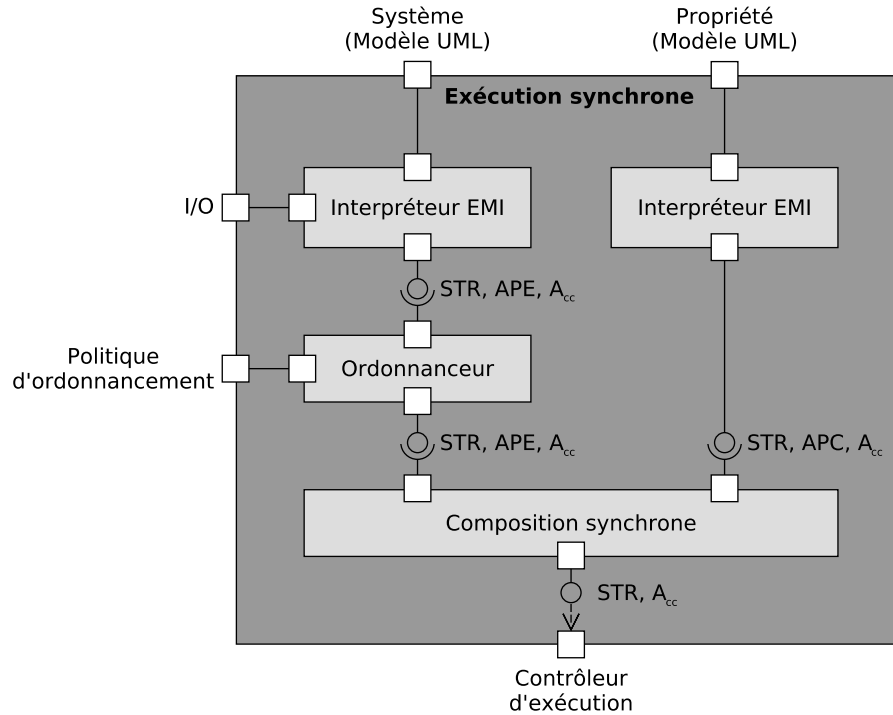 Système
(Modèle UML)
Propriété
(Modèle UML)
Exécution synchrone
I/O
Interpréteur EMI
Interpréteur EMI
STR, APE, Acc
Politique
d'ordonnancement
Ordonnanceur
STR, APE, Acc
STR, APC, Acc
Composition synchrone
STR, Acc
Contrôleur
d'exécution